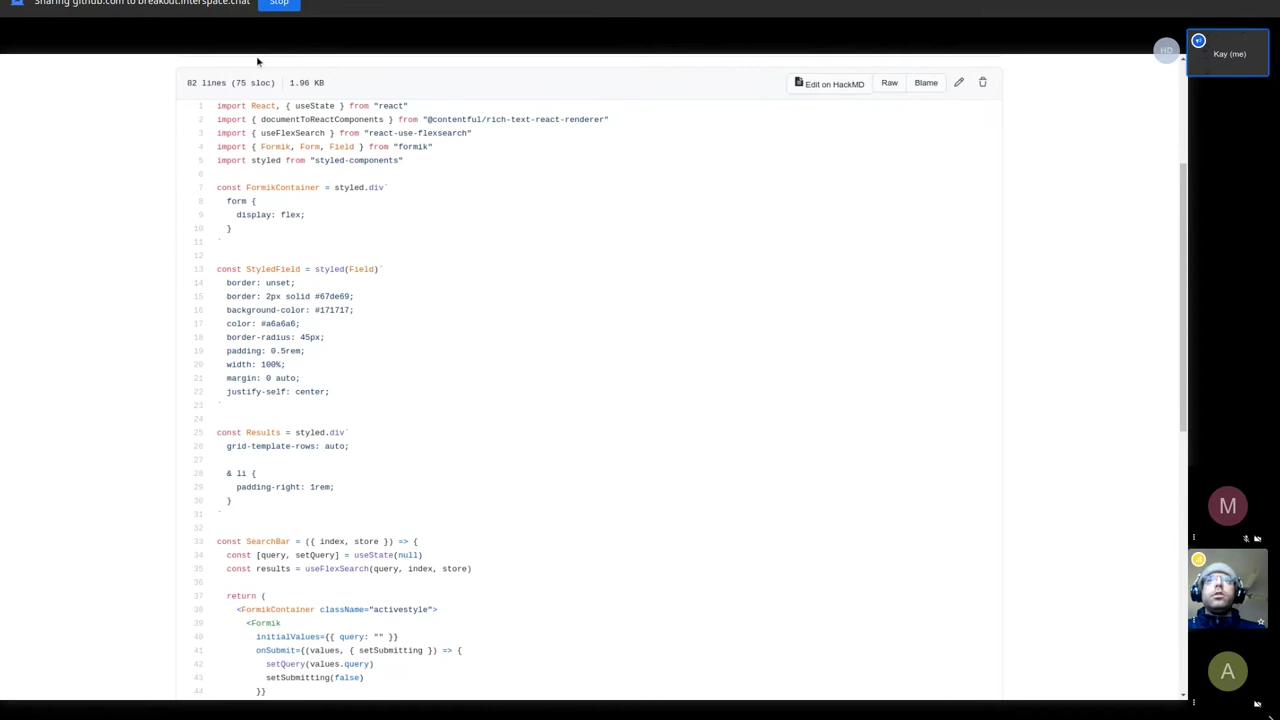 Sharing github.com to breakout.interspace.chat
Stop
HD
Kay (me)
82 lines (75 sloc) 1.96 KB
Edit on HackMD
Raw
Blame
1 import React, { useState } from "react"
2 import { documentToReactComponents } from "@contentful/rich-text-react-renderer"
3 import { useFlexSearch } from "react-use-flexsearch"
4 import { Formik, Form, Field } from "formik"
5 import styled from "styled-components"
6
7 const FormikContainer = styled.div`
8 form {
9 display: flex;
10 }
11 `
12
13 const StyledField = styled(Field)`
14 border: unset;
15 border: 2px solid #67de69;
16 background-color: #171717;
17 color: #a6a6a6;
18 border-radius: 45px;
19 padding: 0.5rem;
20 width: 100%;
21 margin: 0 auto;
22 justify-self: center;
23 `
24
25 const Results = styled.div`
26 grid-template-rows: auto;
27
28 & li {
29 padding-right: 1rem;
30 }
31 `
32
33 const SearchBar = ({ index, store }) => {
34 const [query, setQuery] = useState(null)
35 const results = useFlexSearch(query, index, store)
36
37 return (
38 <FormikContainer className="activestyle">
39 <Formik
40 initialValues={{ query: "" }}
41 onSubmit={(values, { setSubmitting }) => {
42 setQuery(values.query)
43 setSubmitting(false)
44 }}
M
A